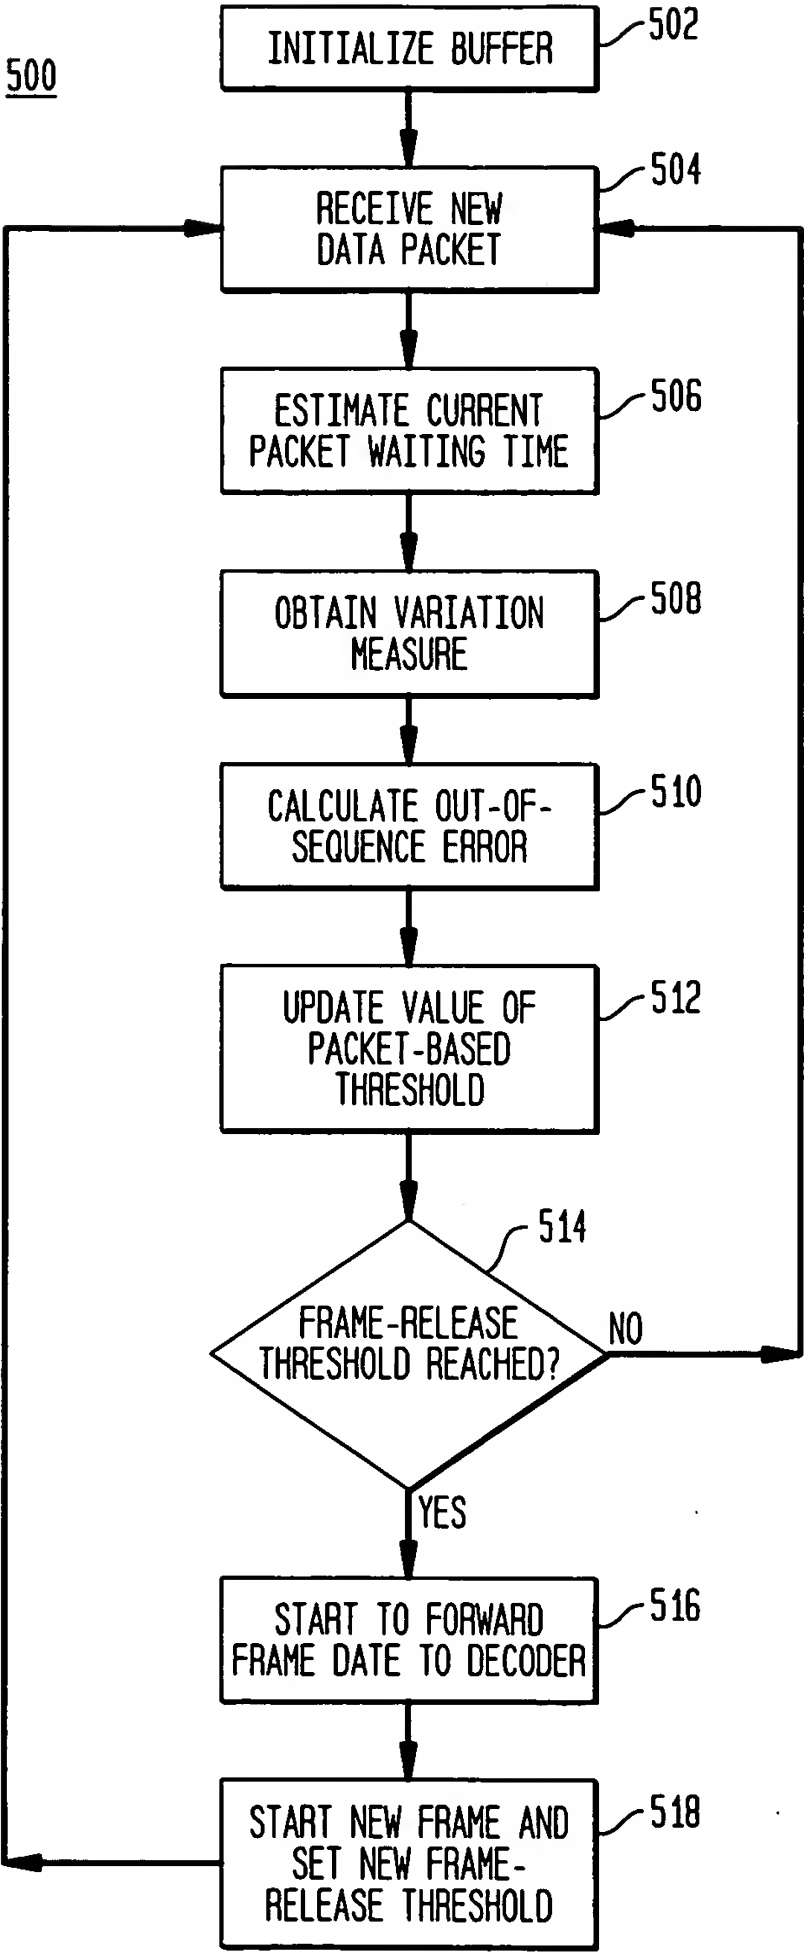 500
INITIALIZE BUFFER
502
RECEIVE NEW
DATA PACKET
504
ESTIMATE CURRENT
PACKET WAITING TIME
506
OBTAIN VARIATION
MEASURE
508
CALCULATE OUT-OF-
SEQUENCE ERROR
510
UPDATE VALUE OF
PACKET-BASED
THRESHOLD
512
FRAME-RELEASE
THRESHOLD REACHED?
514
NO
YES
START TO FORWARD
FRAME DATE TO DECODER
516
START NEW FRAME AND
SET NEW FRAME-
RELEASE THRESHOLD
518